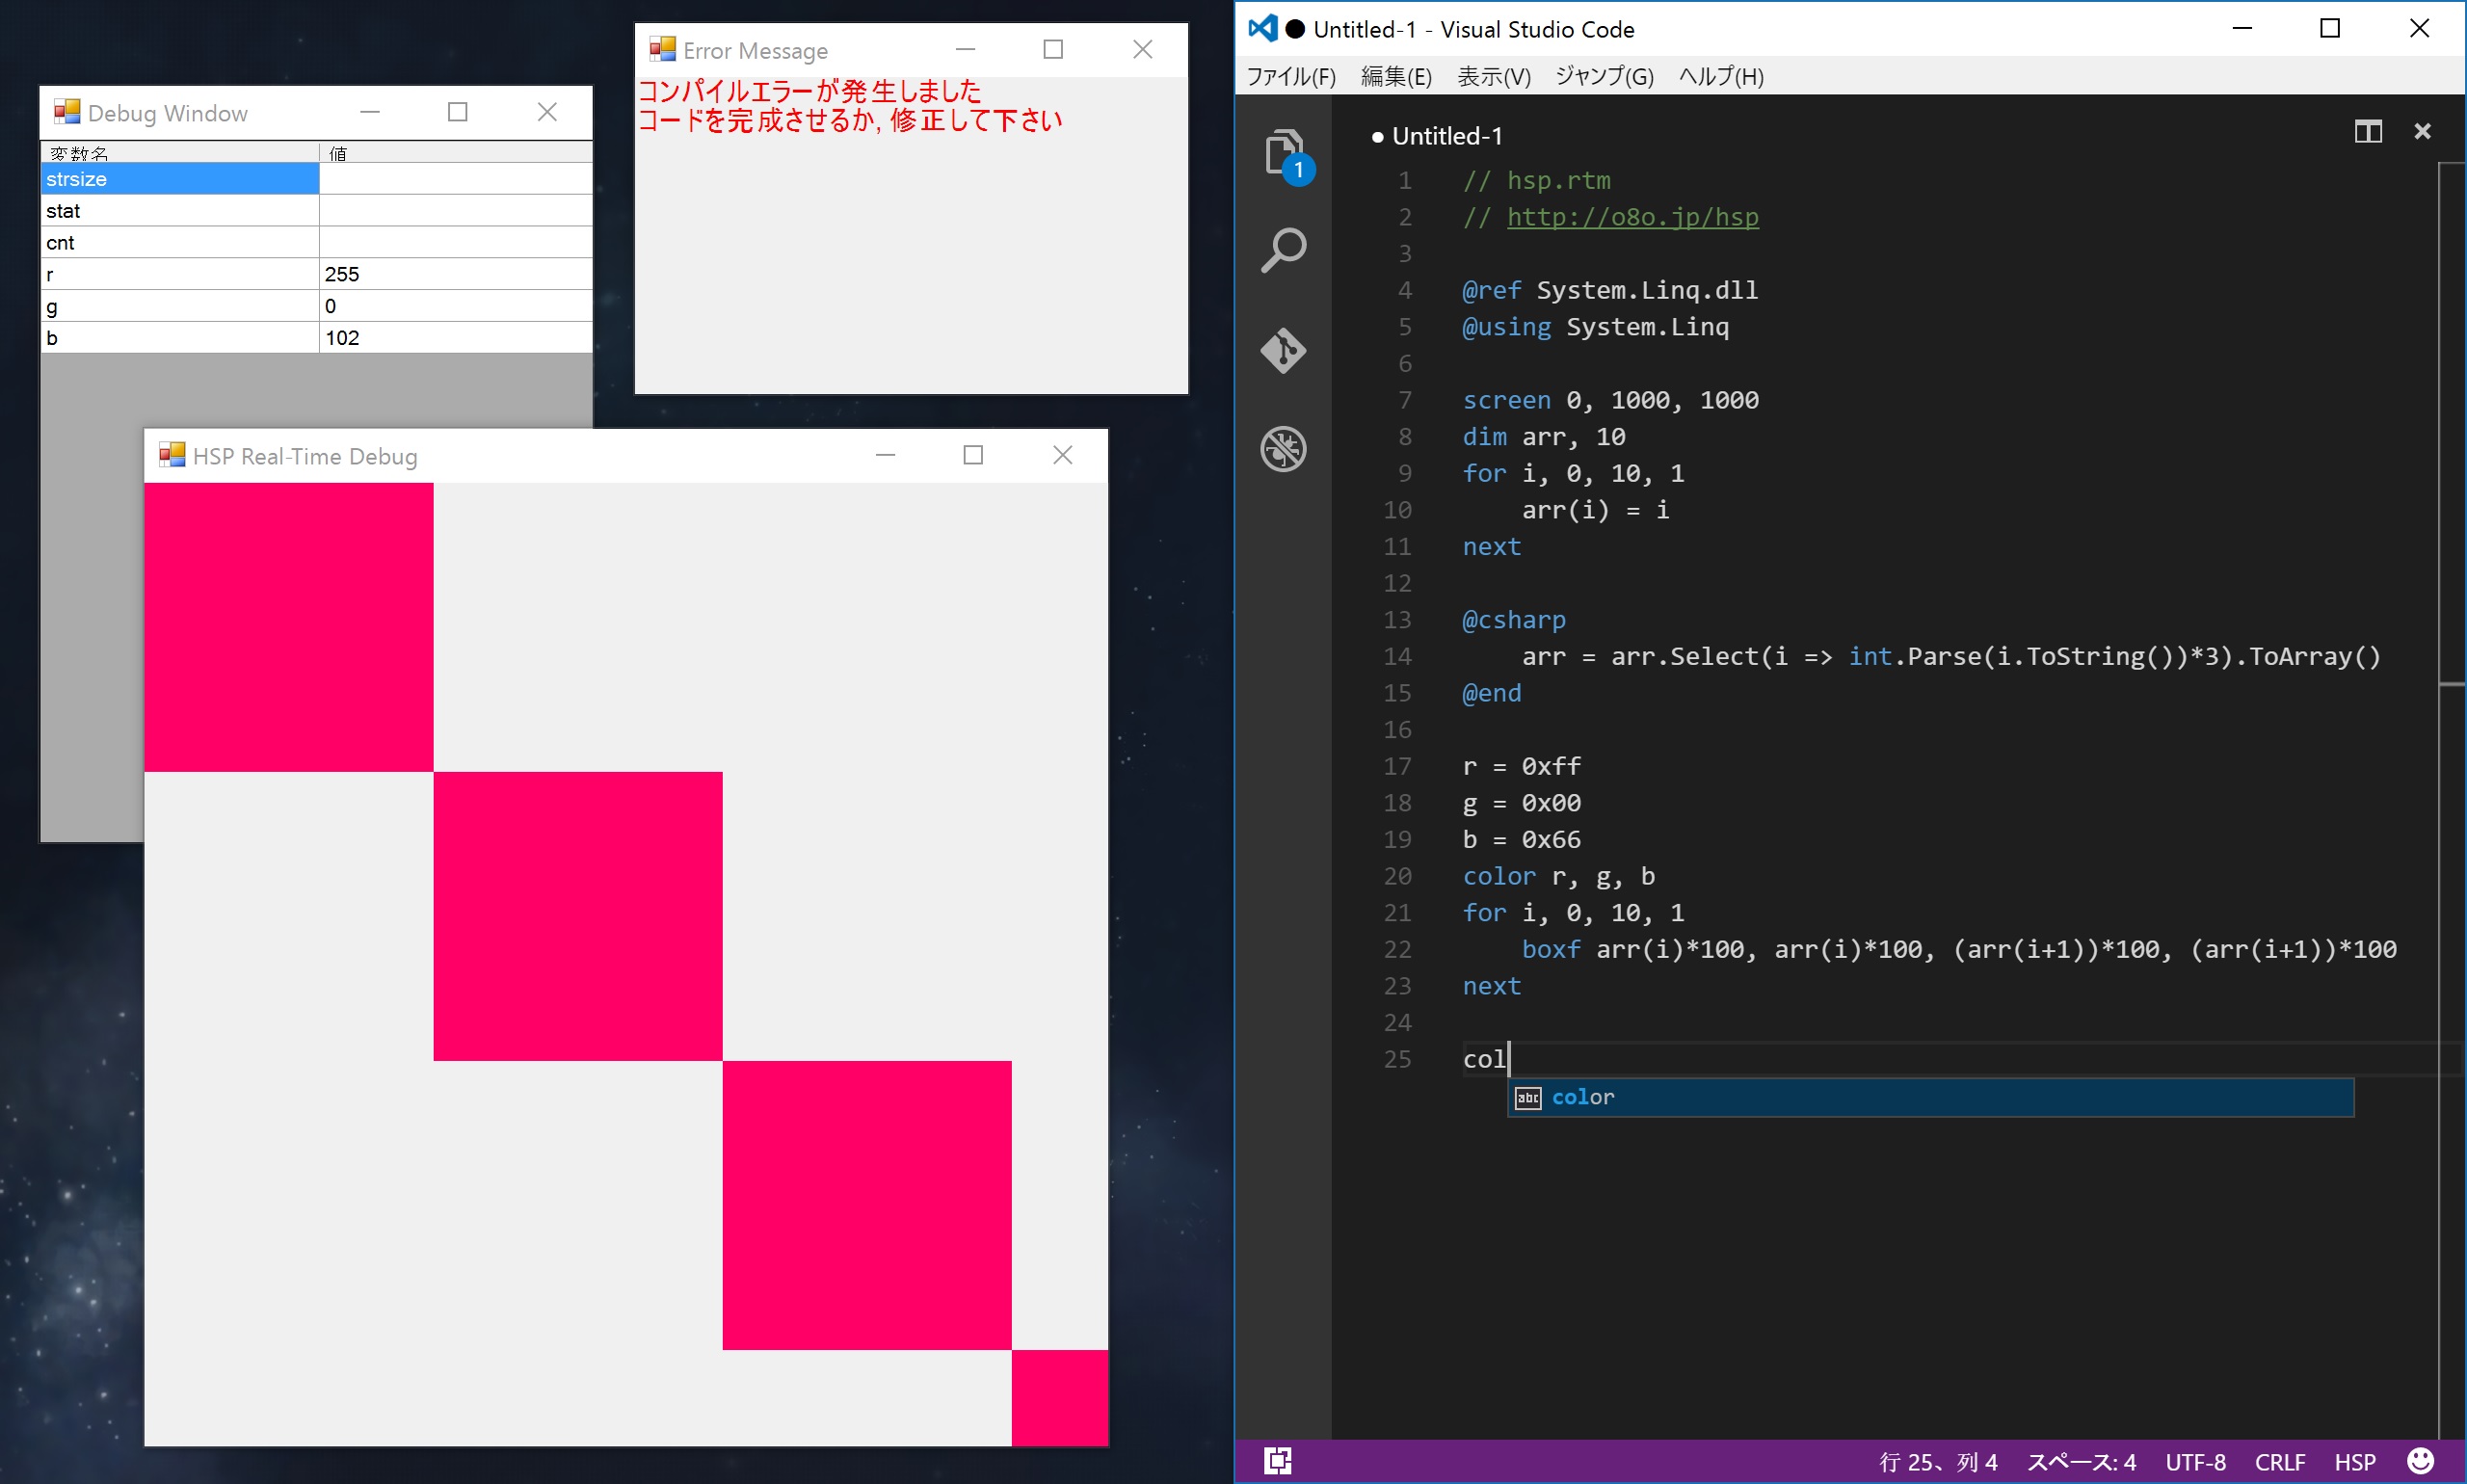 Debug Window
変数名 値
strsize
stat
cnt
r 255
g 0
b 102
Error Message
コンパイルエラーが発生しました
コードを完成させるか, 修正して下さい
HSP Real-Time Debug
Untitled-1 - Visual Studio Code
ファイル(F) 編集(E) 表示(V) ジャンプ(G) ヘルプ(H)
1
Untitled-1
1 // hsp.rtm
2 // http://o8o.jp/hsp
3
4 @ref System.Linq.dll
5 @using System.Linq
6
7 screen 0, 1000, 1000
8 dim arr, 10
9 for i, 0, 10, 1
10 arr(i) = i
11 next
12
13 @csharp
14 arr = arr.Select(i => int.Parse(i.ToString())*3).ToArray()
15 @end
16
17 r = 0xff
18 g = 0x00
19 b = 0x66
20 color r, g, b
21 for i, 0, 10, 1
22 boxf arr(i)*100, arr(i)*100, (arr(i+1))*100, (arr(i+1))*100
23 next
24
25 col
abc color
行 25、列 4 スペース: 4 UTF-8 CRLF HSP